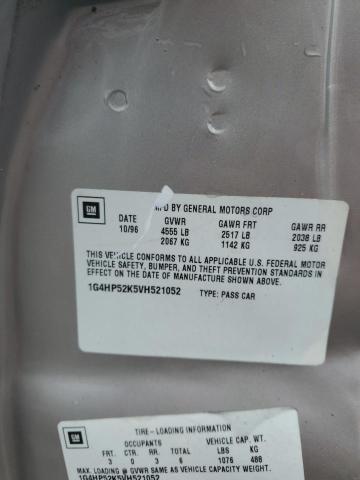 GM
MFD BY GENERAL MOTORS CORP
DATE GVWR GAWR FRT GAWR RR
10/96 4555 LB 2517 LB 2038 LB
2067 KG 1142 KG 925 KG
THIS VEHICLE CONFORMS TO ALL APPLICABLE U.S. FEDERAL MOTOR
VEHICLE SAFETY, BUMPER, AND THEFT PREVENTION STANDARDS IN
EFFECT ON THE DATE OF MANUFACTURE SHOWN ABOVE.
1G4HP52K5VH521052 TYPE: PASS CAR
GM
TIRE-LOADING INFORMATION
OCCUPANTS VEHICLE CAP. WT.
FRT. CTR. RR. TOTAL LBS KG
3 0 3 6 1076 488
MAX. LOADING @ GVWR SAME AS VEHICLE CAPACITY WEIGHT.
1G4HP52K5VH521052